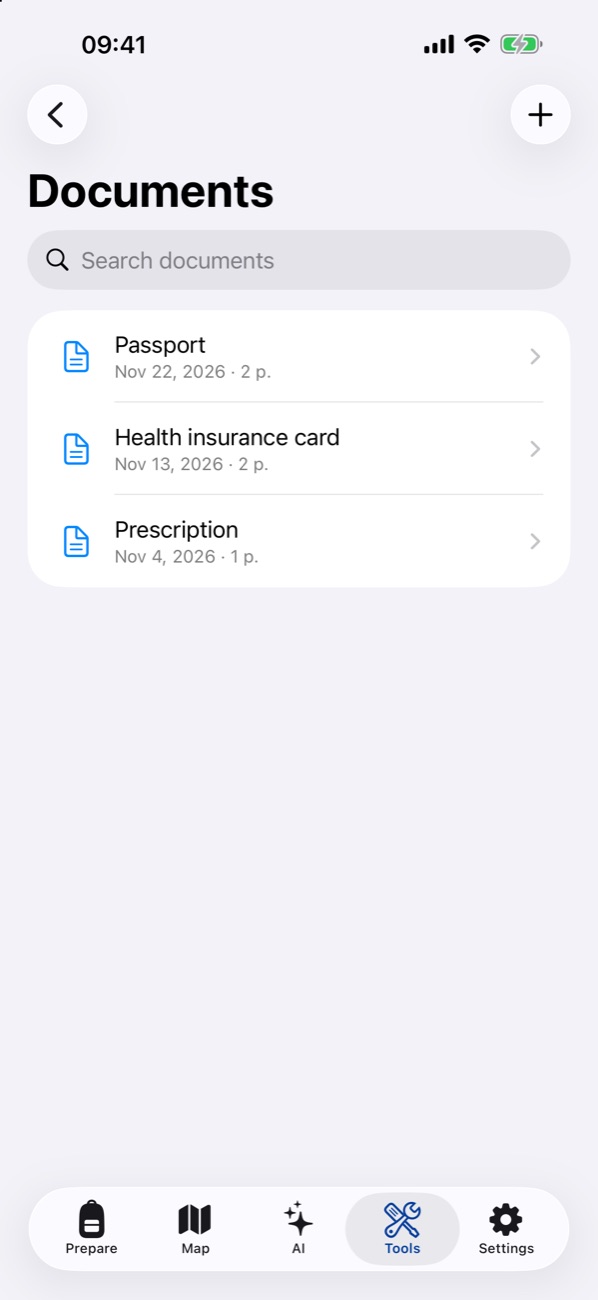 09:41
Documents
Search documents
Passport
Nov 22, 2026 · 2 p.
Health insurance card
Nov 13, 2026 · 2 p.
Prescription
Nov 4, 2026 · 1 p.
Prepare
Map
AI
Tools
Settings